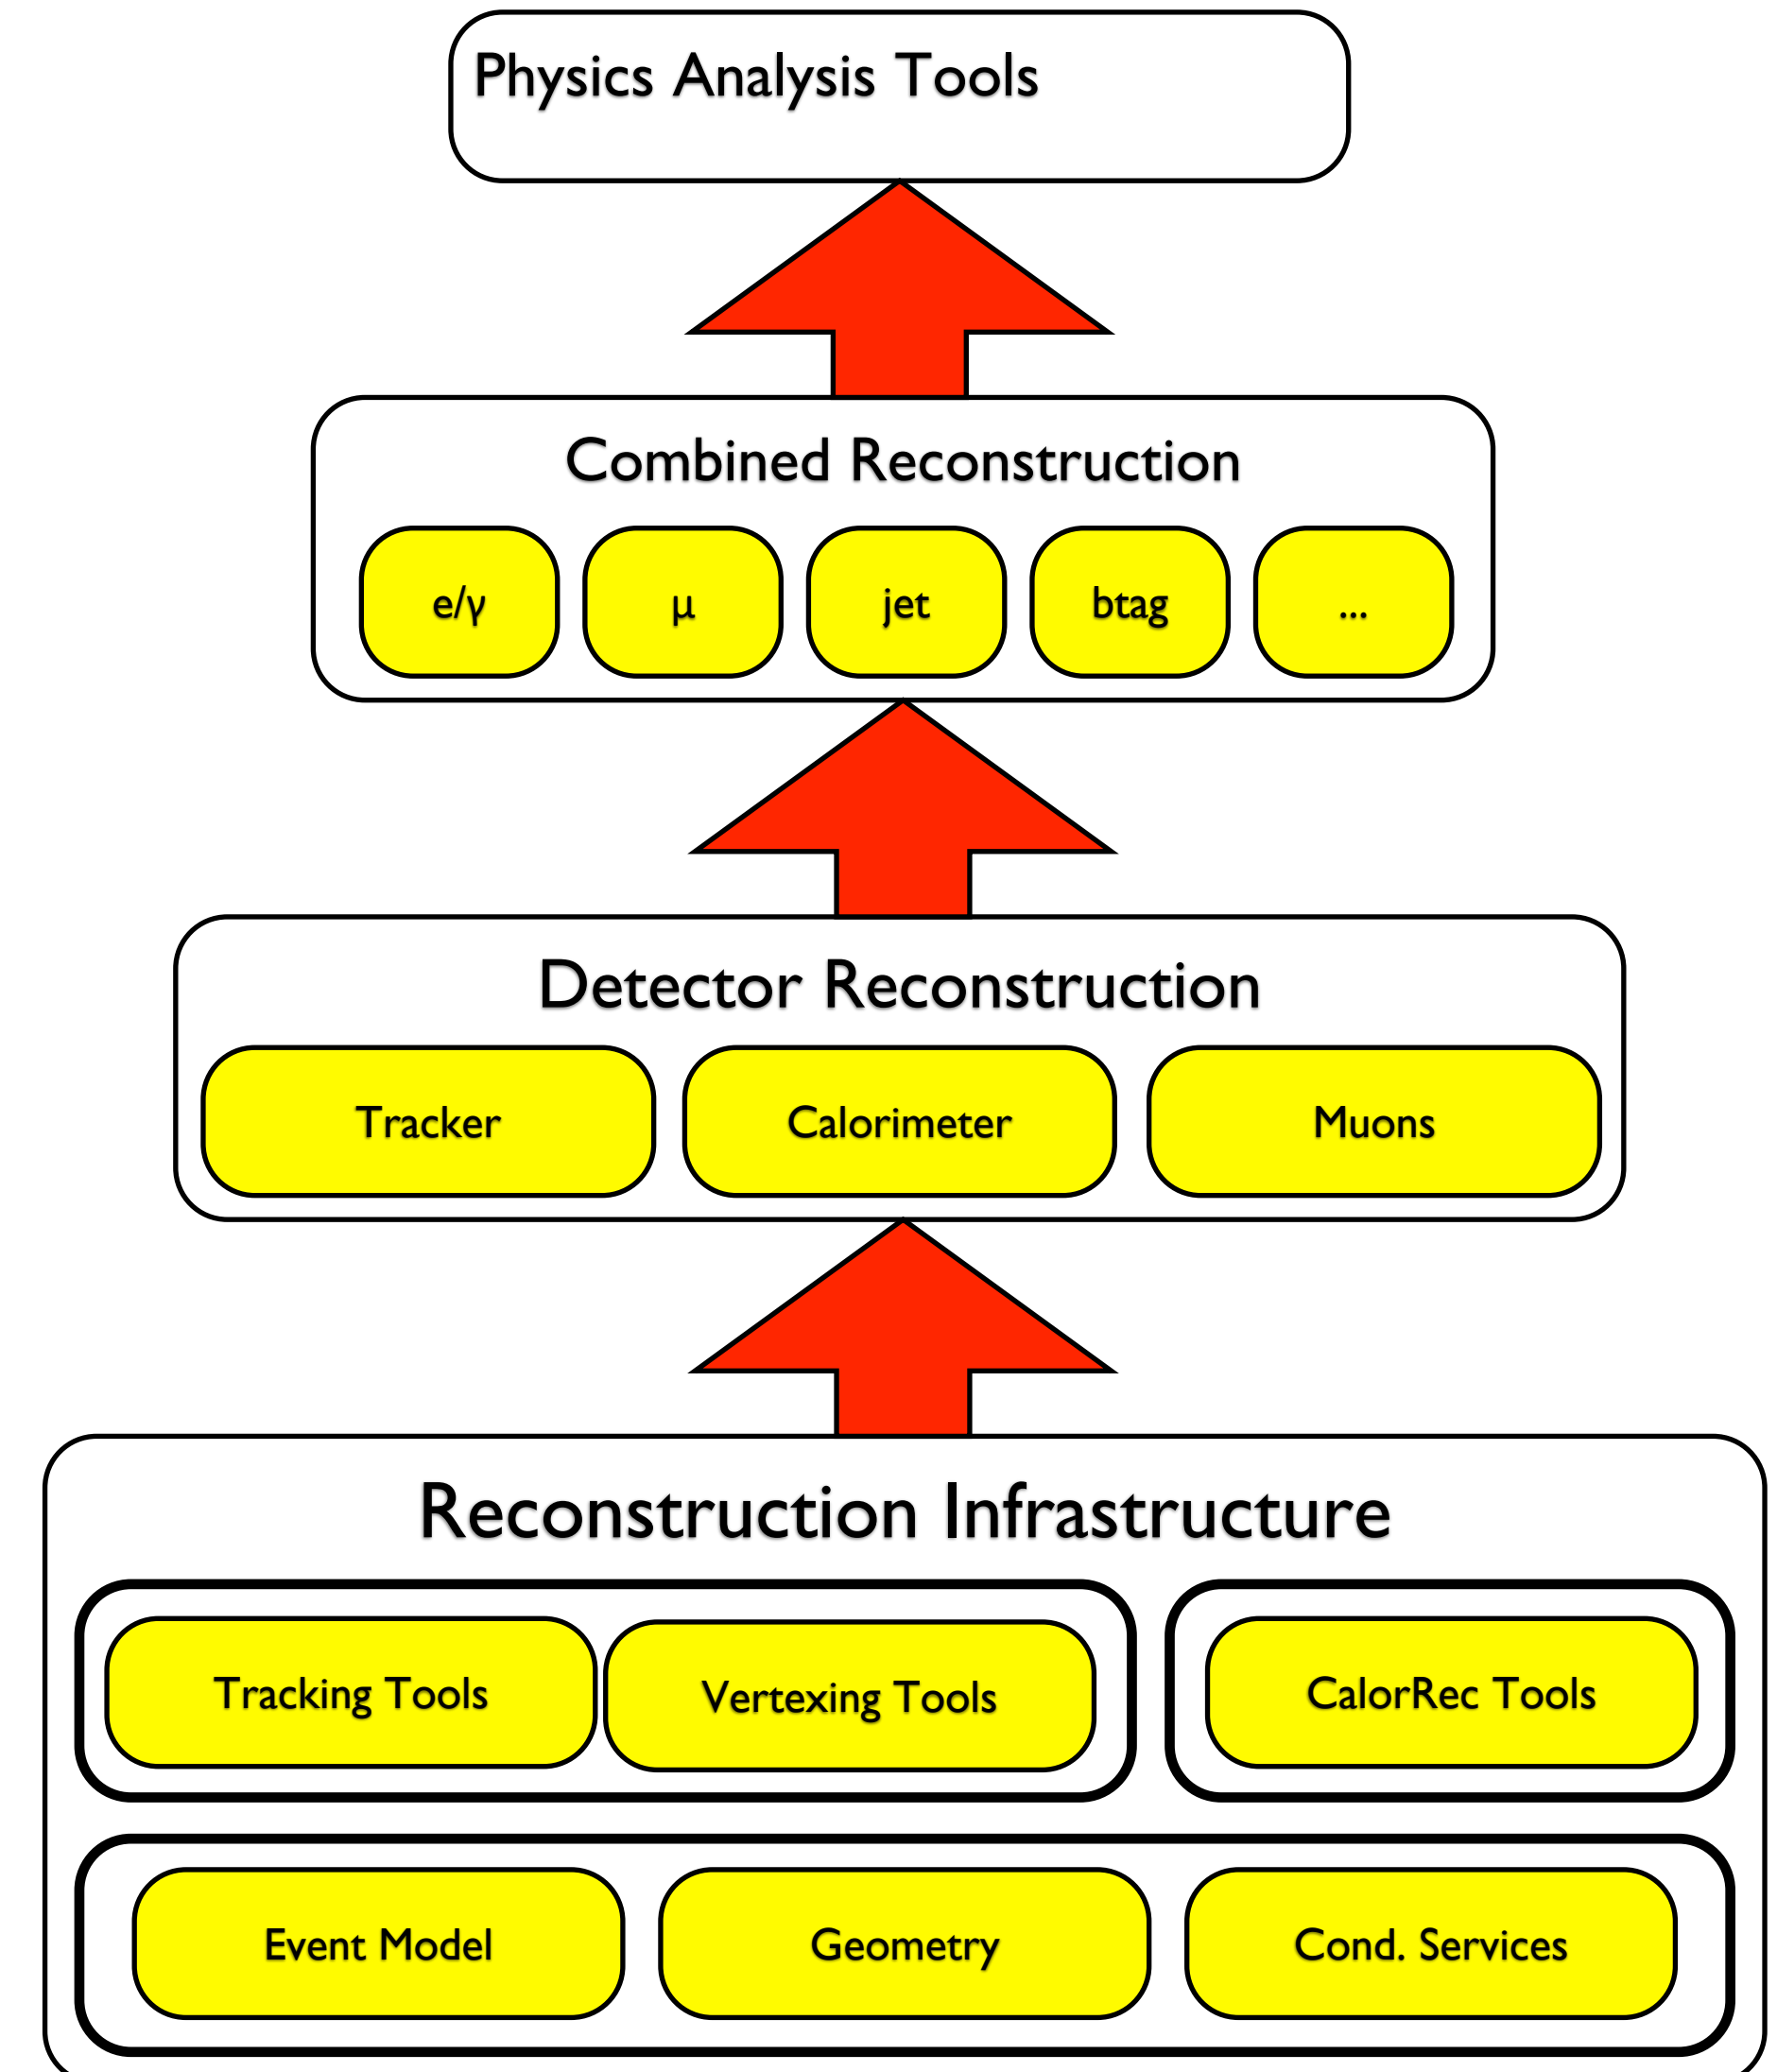 Physics Analysis Tools
Combined Reconstruction
e/γ
μ
jet
btag
...
Detector Reconstruction
Tracker
Calorimeter
Muons
Reconstruction Infrastructure
Tracking Tools
Vertexing Tools
CalorRec Tools
Event Model
Geometry
Cond. Services